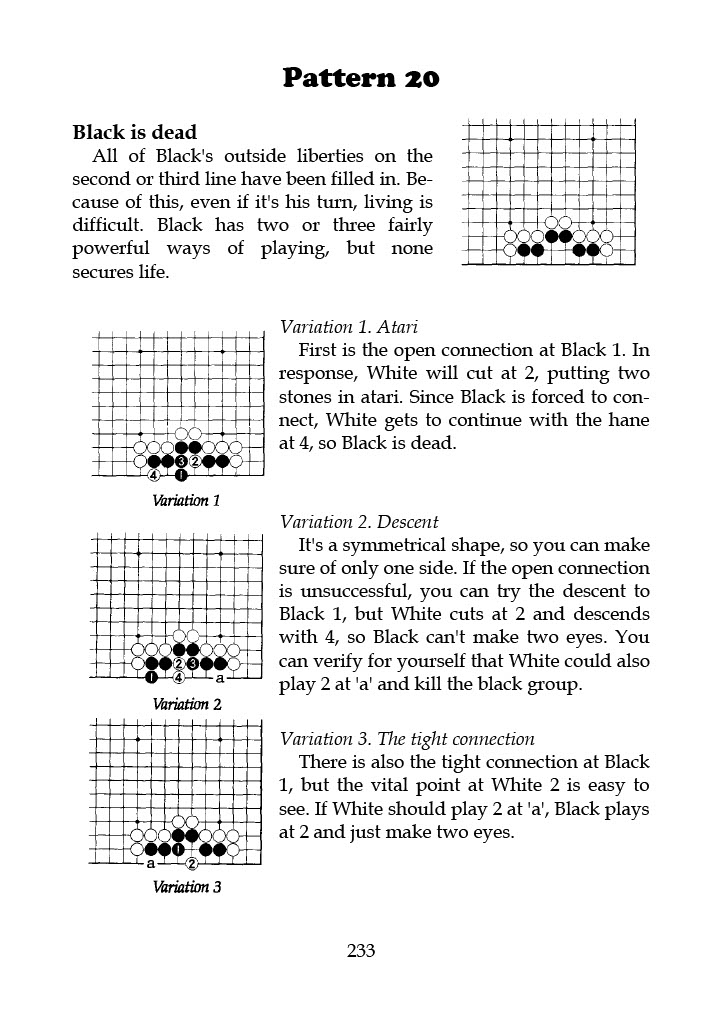 Pattern 20
Black is dead
All of Black's outside liberties on the
second or third line have been filled in. Be-
cause of this, even if it's his turn, living is
difficult. Black has two or three fairly
powerful ways of playing, but none
secures life.
Variation 1. Atari
First is the open connection at Black 1. In
response, White will cut at 2, putting two
stones in atari. Since Black is forced to con-
nect, White gets to continue with the hane
at 4, so Black is dead.
3 2
4 1
Variation 1
Variation 2. Descent
It's a symmetrical shape, so you can make
sure of only one side. If the open connection
is unsuccessful, you can try the descent to
Black 1, but White cuts at 2 and descends
with 4, so Black can't make two eyes. You
can verify for yourself that White could also
play 2 at 'a' and kill the black group.
2 3
1 4 a
Variation 2
Variation 3. The tight connection
There is also the tight connection at Black
1, but the vital point at White 2 is easy to
see. If White should play 2 at 'a', Black plays
at 2 and just make two eyes.
1
a 2
Variation 3
233